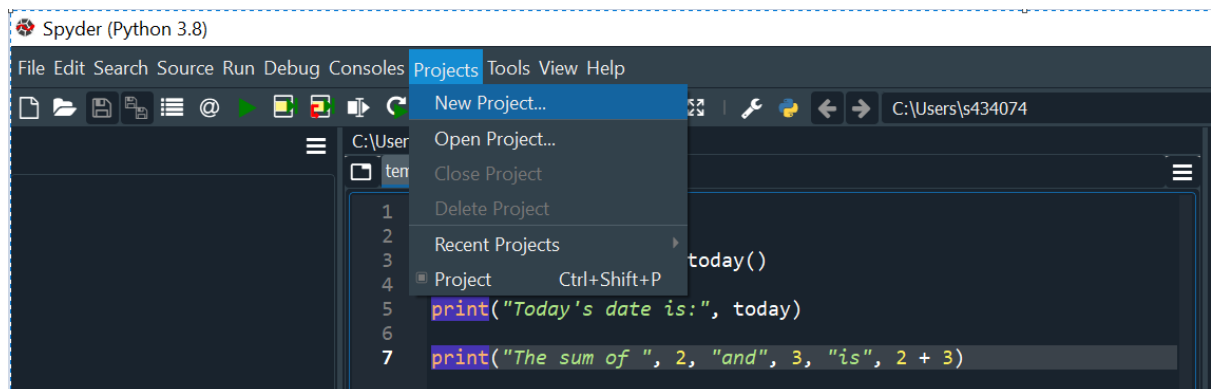 Spyder (Python 3.8)
File Edit Search Source Run Debug Consoles Projects Tools View Help
@ C:\Users\s434074
New Project...
Open Project...
Close Project
Delete Project
Recent Projects
Project Ctrl+Shift+P
C:\User
tem
1
2
3 today()
4
5 print("Today's date is:", today)
6
7 print("The sum of ", 2, "and", 3, "is", 2 + 3)